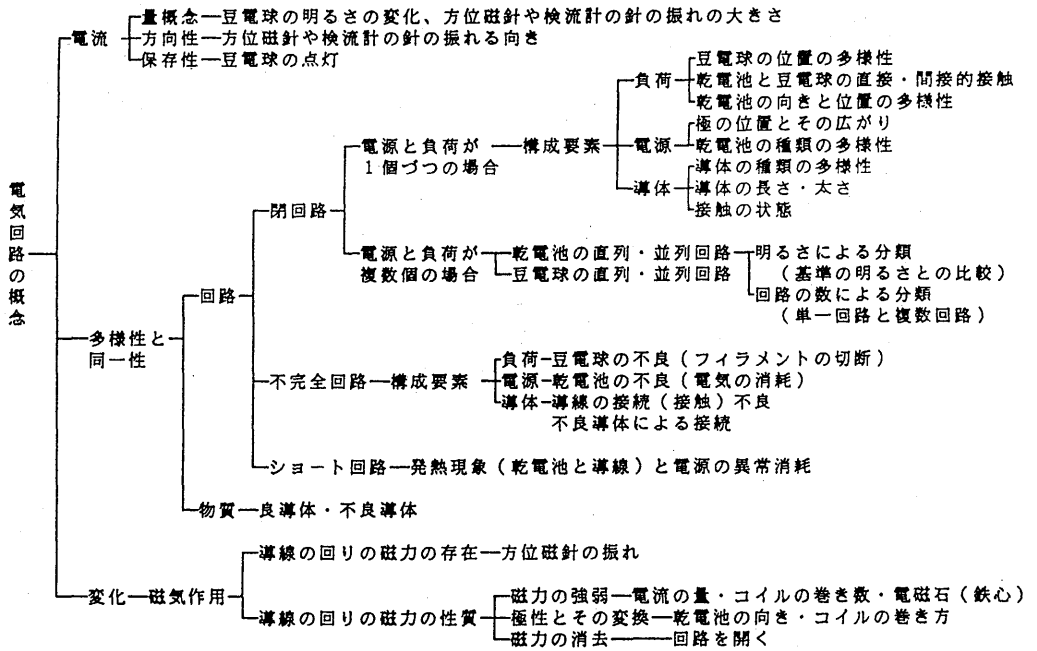 電気回路の概念
電流
量概念―豆電球の明るさの変化、方位磁針や検流計の針の振れの大きさ
方向性―方位磁針や検流計の針の振れる向き
保存性―豆電球の点灯
多様性と
同一性
回路
閉回路
電源と負荷が
1個づつの場合
構成要素
負荷
豆電球の位置の多様性
乾電池と豆電球の直接・間接的接触
乾電池の向きと位置の多様性
電源
極の位置とその広がり
乾電池の種類の多様性
導体
導体の種類の多様性
導体の長さ・太さ
接触の状態
電源と負荷が
複数個の場合
乾電池の直列・並列回路
豆電球の直列・並列回路
明るさによる分類
(基準の明るさとの比較)
回路の数による分類
(単一回路と複数回路)
不完全回路―構成要素
負荷―豆電球の不良(フィラメントの切断)
電源―乾電池の不良(電気の消耗)
導体―導線の接続(接触)不良
不良導体による接続
ショート回路―発熱現象(乾電池と導線)と電源の異常消耗
物質―良導体・不良導体
変化―磁気作用
導線の回りの磁力の存在―方位磁針の振れ
導線の回りの磁力の性質
磁力の強弱―電流の量・コイルの巻き数・電磁石(鉄心)
極性とその変換―乾電池の向き・コイルの巻き方
磁力の消去―回路を開く